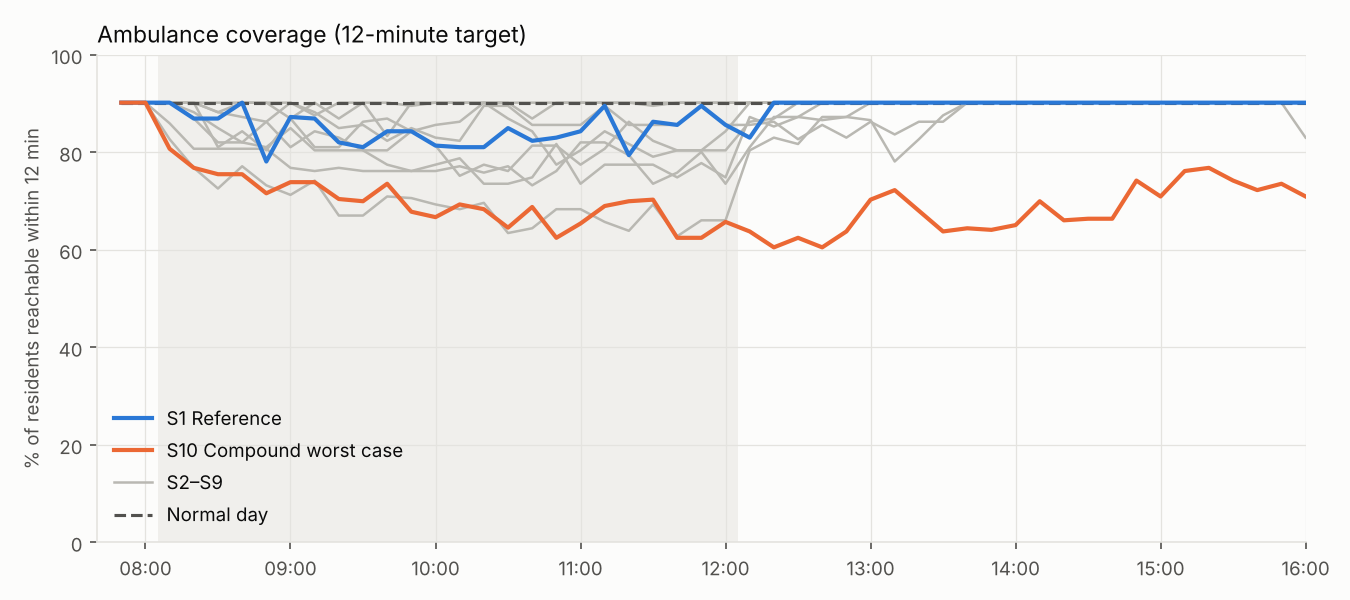 Ambulance coverage (12-minute target)
% of residents reachable within 12 min
100
80
60
40
20
0
S1 Reference
S10 Compound worst case
S2–S9
Normal day
08:00 09:00 10:00 11:00 12:00 13:00 14:00 15:00 16:00